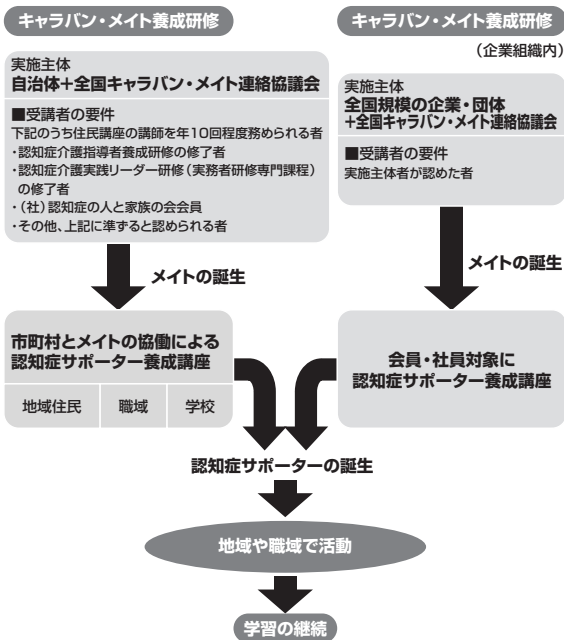 キャラバン・メイト養成研修
実施主体
自治体+全国キャラバン・メイト連絡協議会
■受講者の要件
下記のうち住民講座の講師を年10回程度務められる者
・認知症介護指導者養成研修の修了者
・認知症介護実践リーダー研修(実務者研修専門課程)
の修了者
・(社)認知症の人と家族の会会員
・その他、上記に準ずると認められる者
メイトの誕生
市町村とメイトの協働による
認知症サポーター養成講座
地域住民
職域
学校
キャラバン・メイト養成研修
(企業組織内)
実施主体
全国規模の企業・団体
+全国キャラバン・メイト連絡協議会
■受講者の要件
実施主体者が認めた者
メイトの誕生
会員・社員対象に
認知症サポーター養成講座
認知症サポーターの誕生
地域や職域で活動
学習の継続